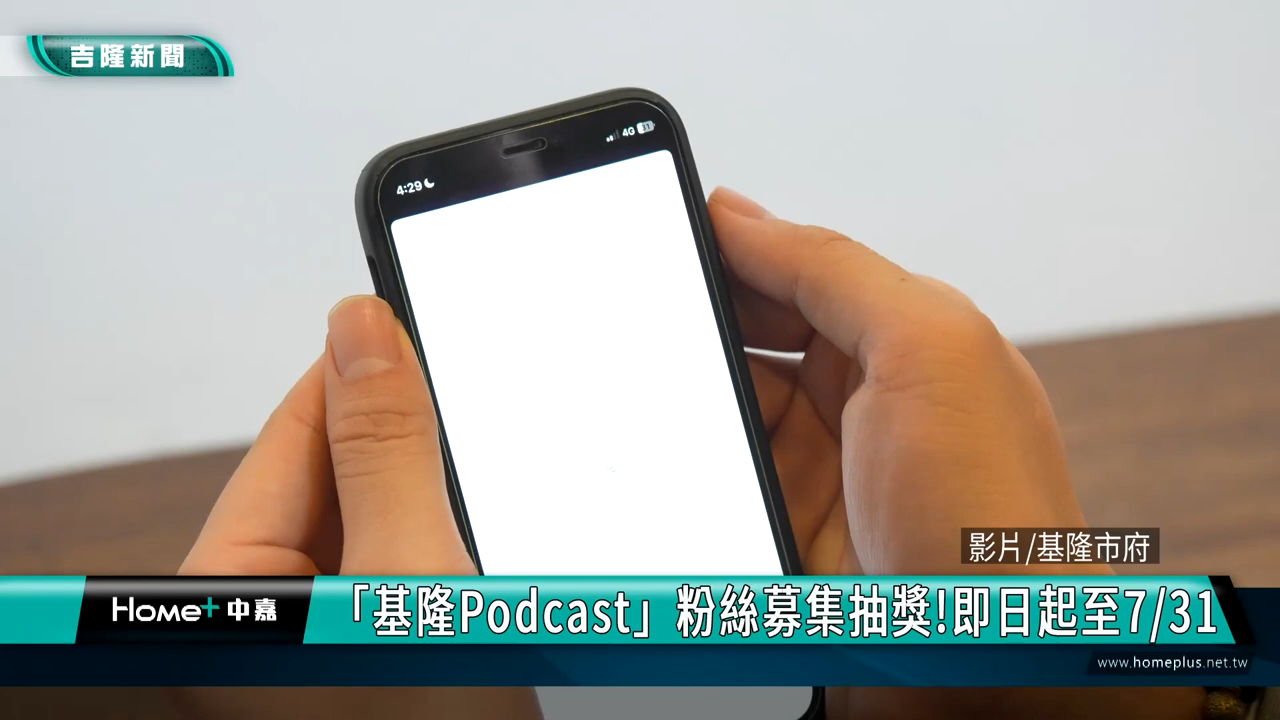 吉隆新聞
4G 31
4:29
影片/基隆市府
Home+中嘉
「基隆Podcast」粉絲募集抽獎!即日起至7/31
www.homeplus.net.tw